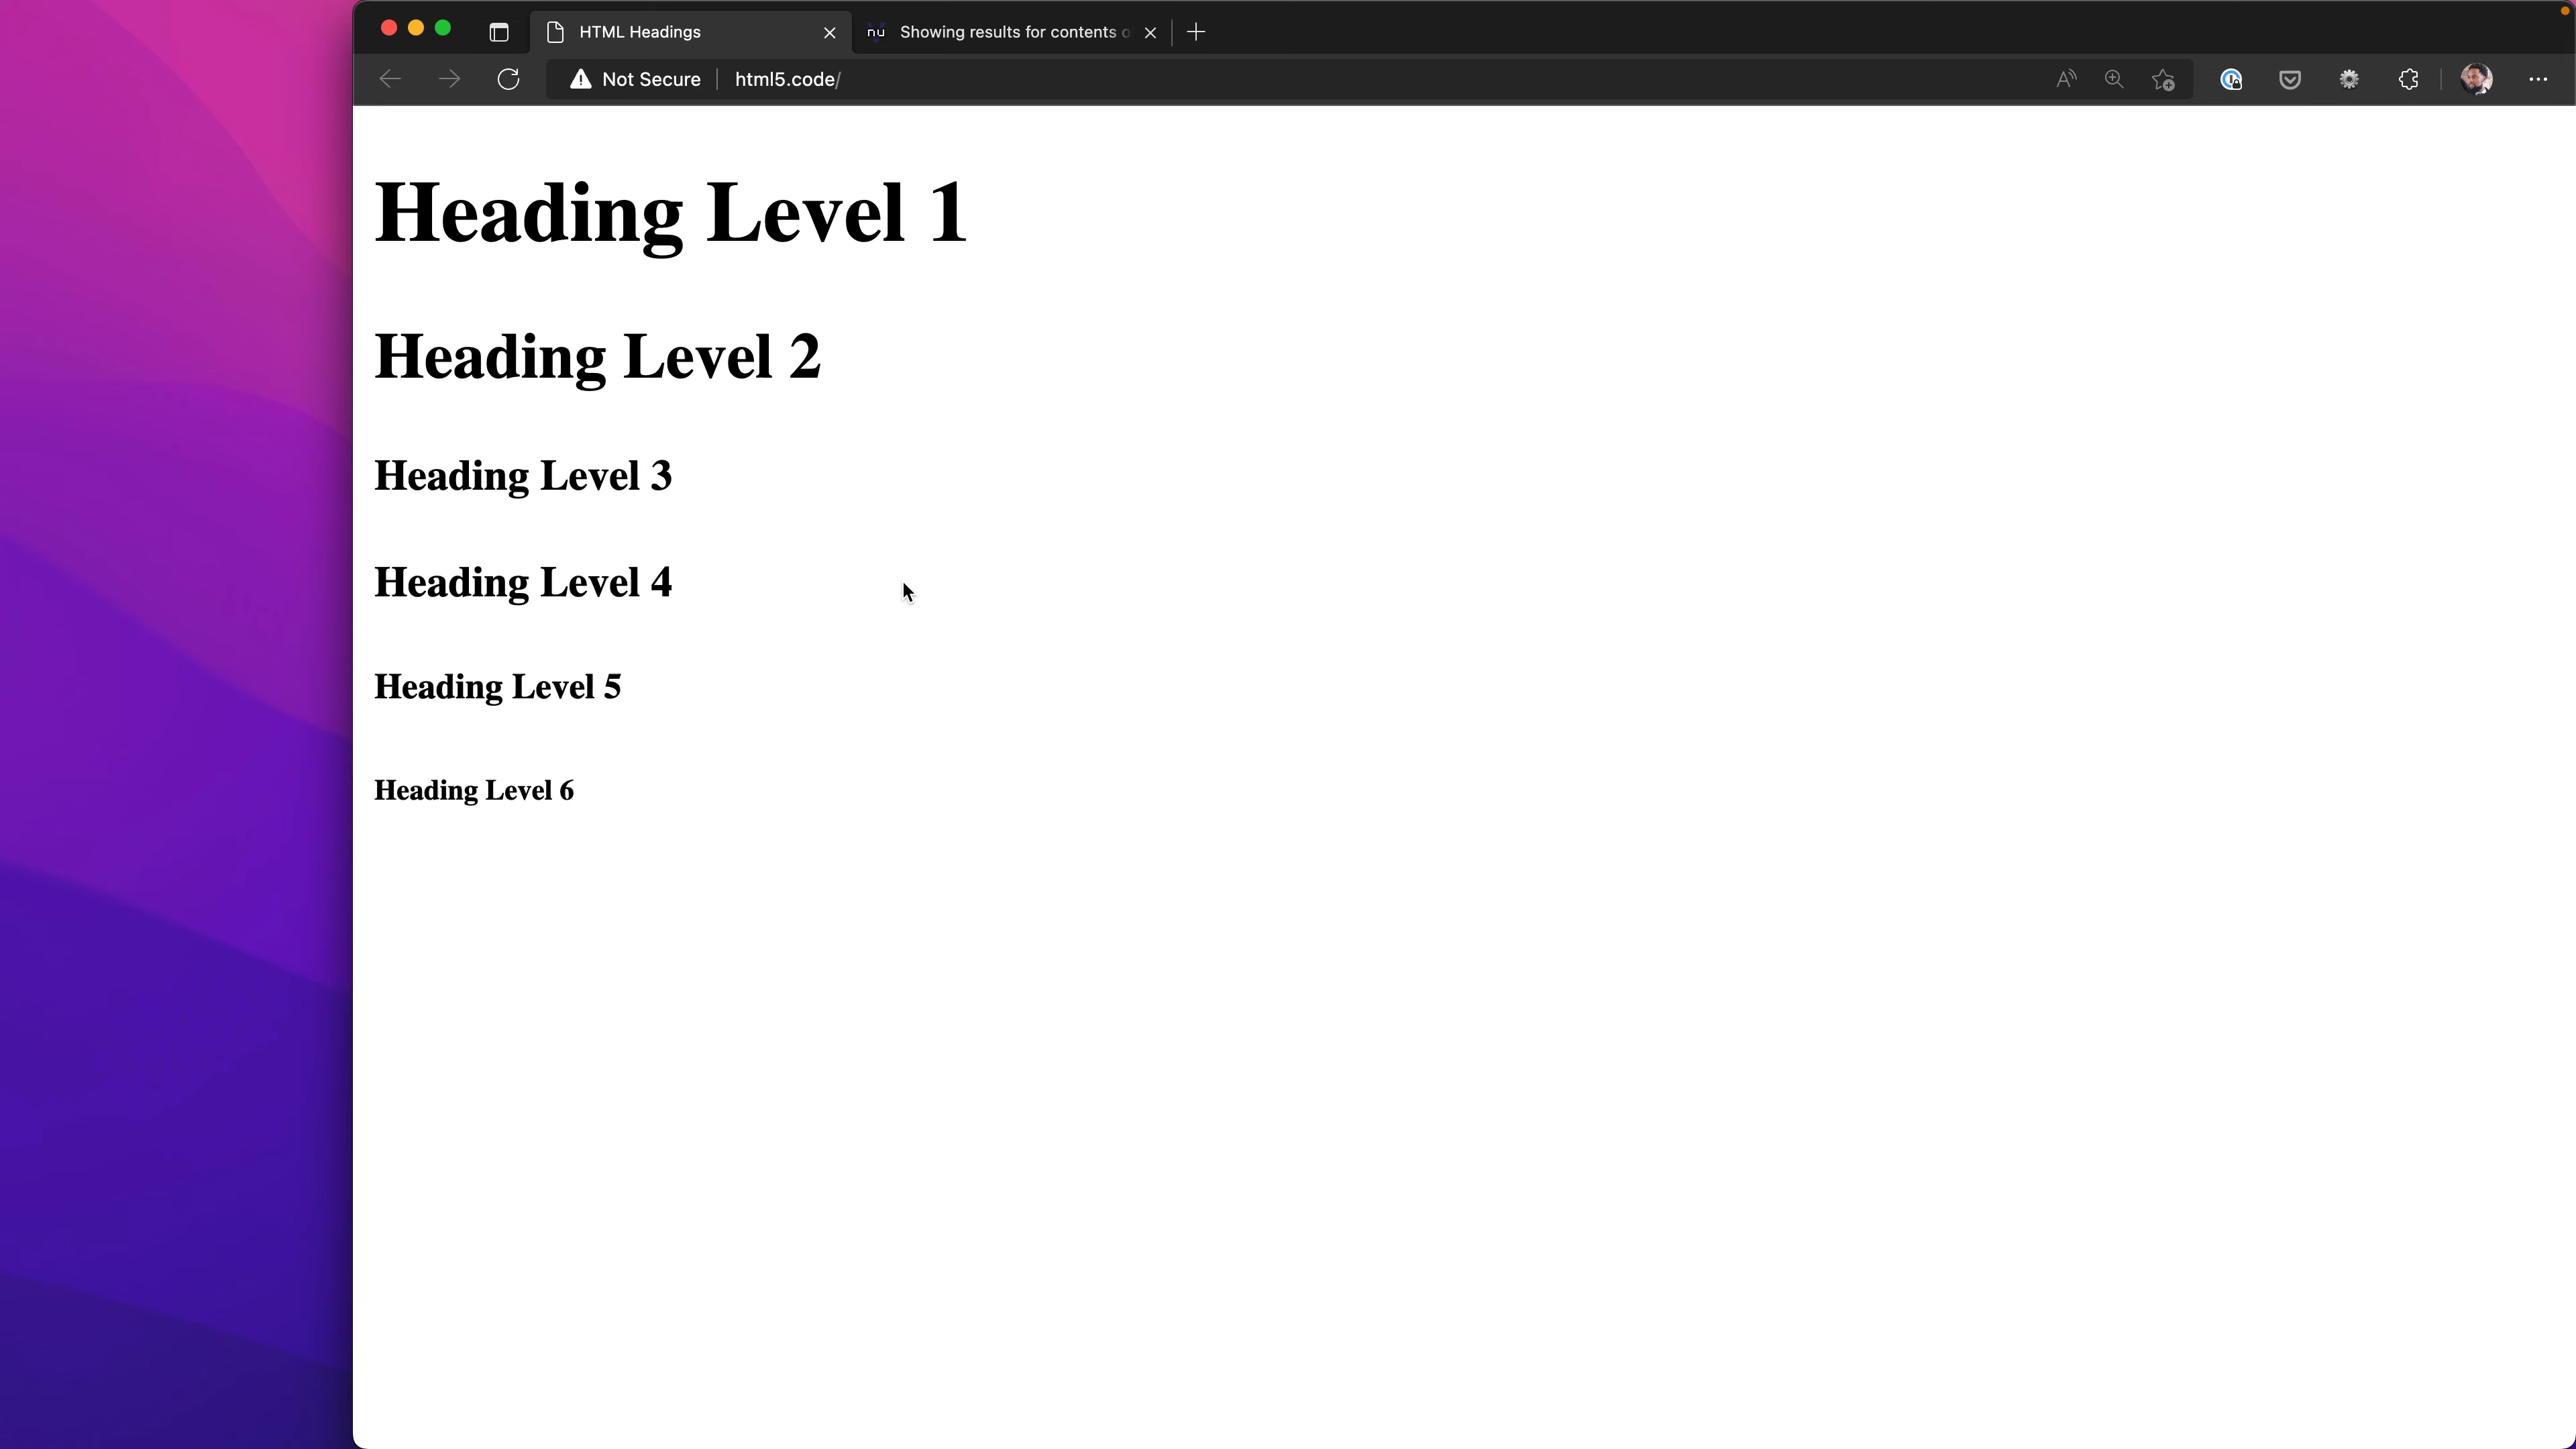 HTML Headings
nu Showing results for contents o
Not Secure html5.code/
Heading Level 1
Heading Level 2
Heading Level 3
Heading Level 4
Heading Level 5
Heading Level 6